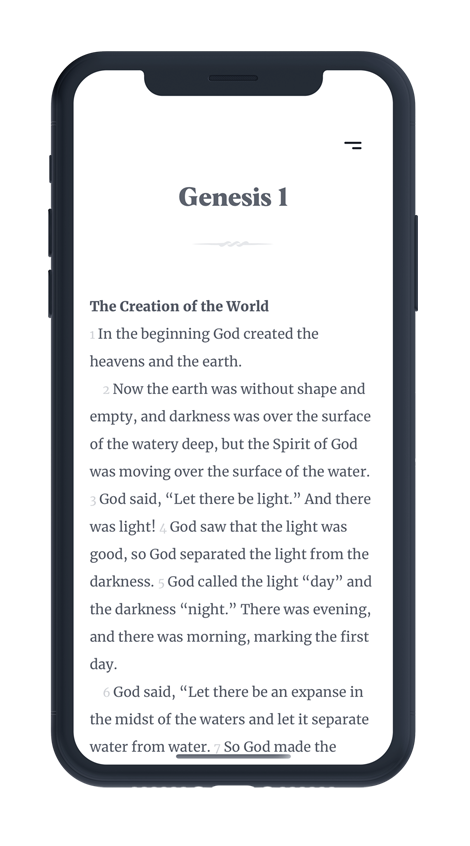 Genesis 1
The Creation of the World
1 In the beginning God created the
heavens and the earth.
2 Now the earth was without shape and
empty, and darkness was over the surface
of the watery deep, but the Spirit of God
was moving over the surface of the water.
3 God said, “Let there be light.” And there
was light! 4 God saw that the light was
good, so God separated the light from the
darkness. 5 God called the light “day” and
the darkness “night.” There was evening,
and there was morning, marking the first
day.
6 God said, “Let there be an expanse in
the midst of the waters and let it separate
water from water. 7 So God made the